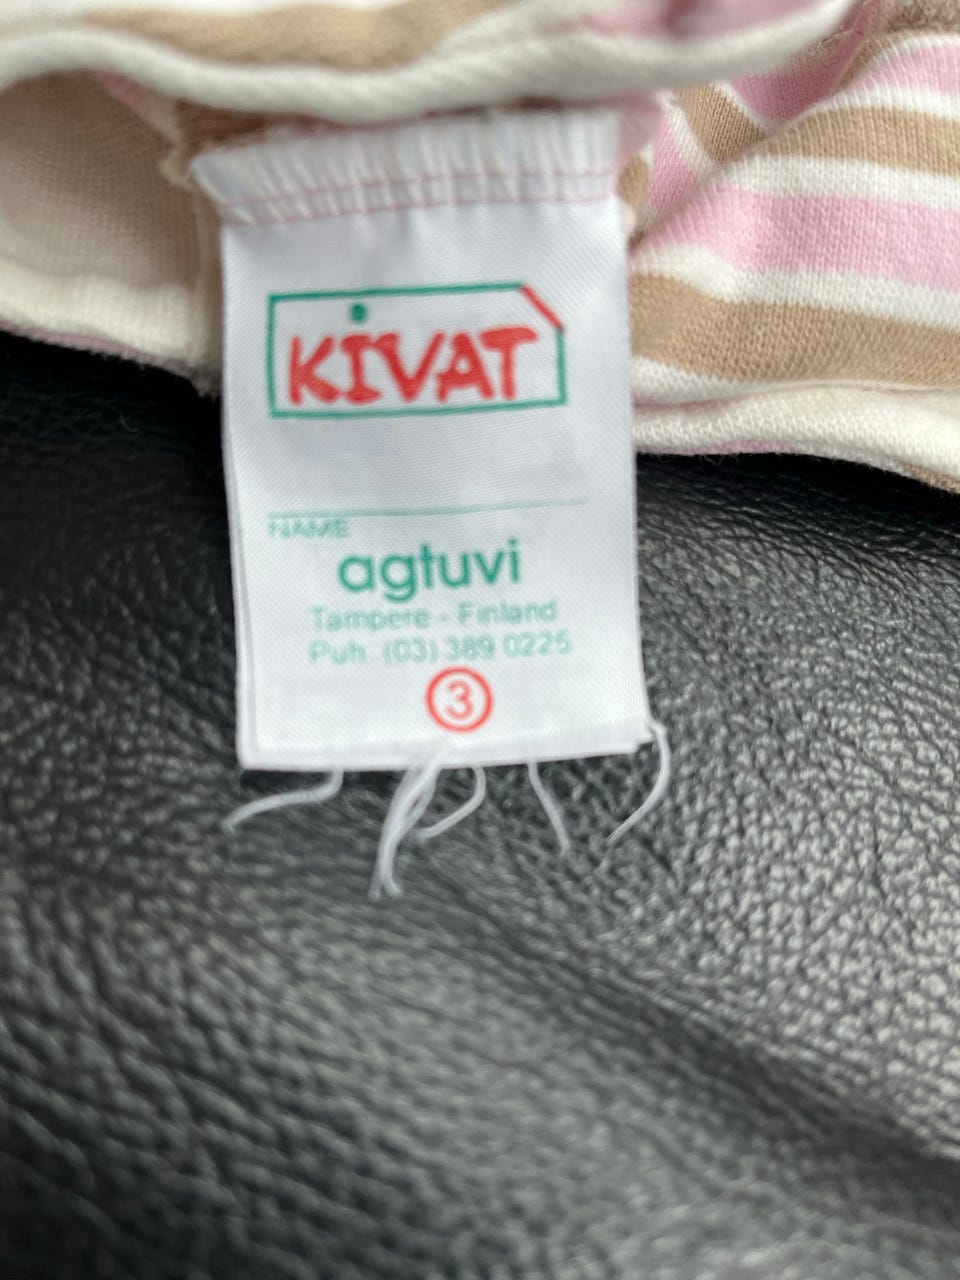 KIVAT
NAME
agtuvi
Tampere - Finland
Puh. (03) 389 0225
3